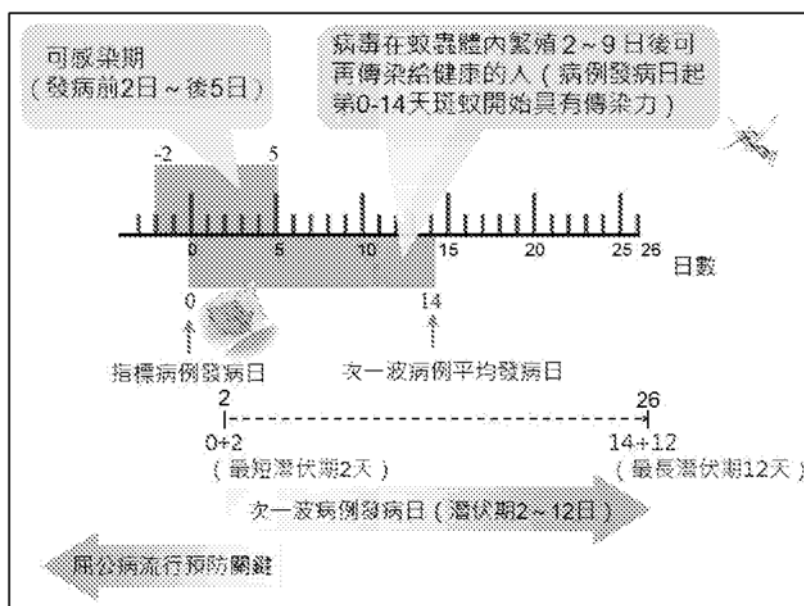 可感染期
（發病前2日～後5日）
病毒在蚊蟲體內繁殖2～9日後可
再傳染給健康的人（病例發病日起
第0-14天斑蚊開始具有傳染力）
-2 5
0 5 10 15 20 25 26
日數
0 14
指標病例發病日 次一波病例平均發病日
2 26
0+2 14+12
（最短潛伏期2天） （最長潛伏期12天）
次一波病例發病日（潛伏期2～12日）
屈公病流行預防關鍵